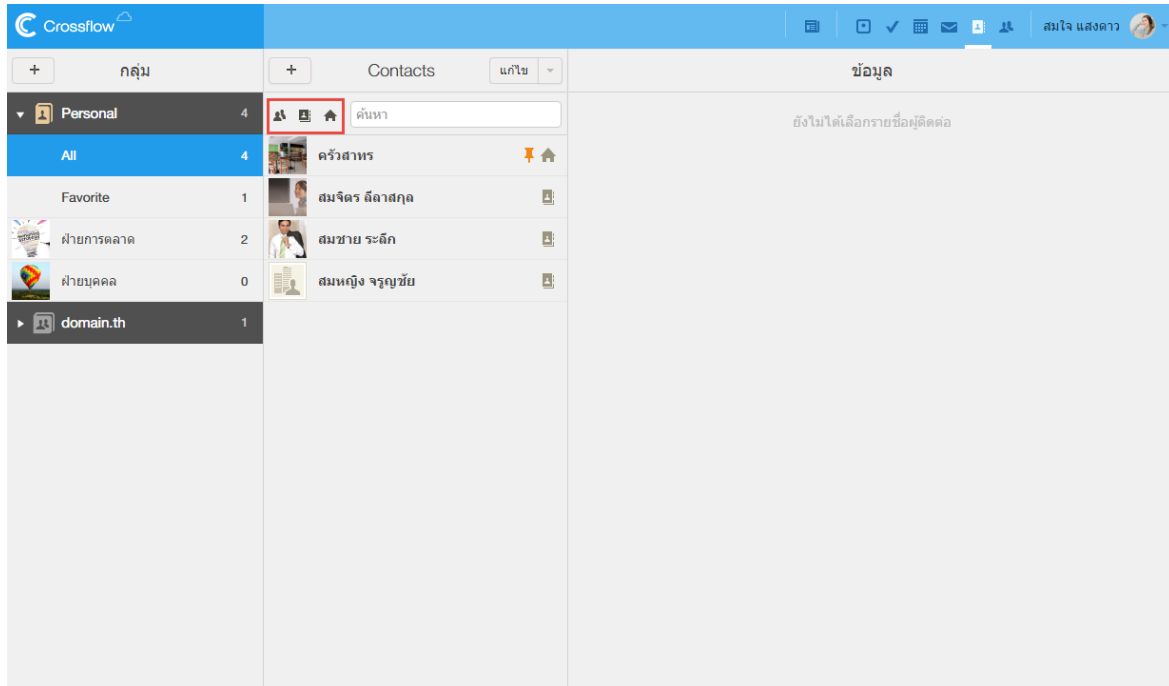 Crossflow
สมใจ แสงดาว
+ กลุ่ม
+ Contacts แก้ไข
ข้อมูล
Personal 4
ค้นหา
ยังไม่ได้เลือกรายชื่อผู้ติดต่อ
All 4
ครัวสาทร
Favorite 1
สมจิตร ลีลาสกุล
ฝ่ายการตลาด 2
สมชาย ระลึก
ฝ่ายบุคคล 0
สมหญิง จรูญชัย
domain.th 1